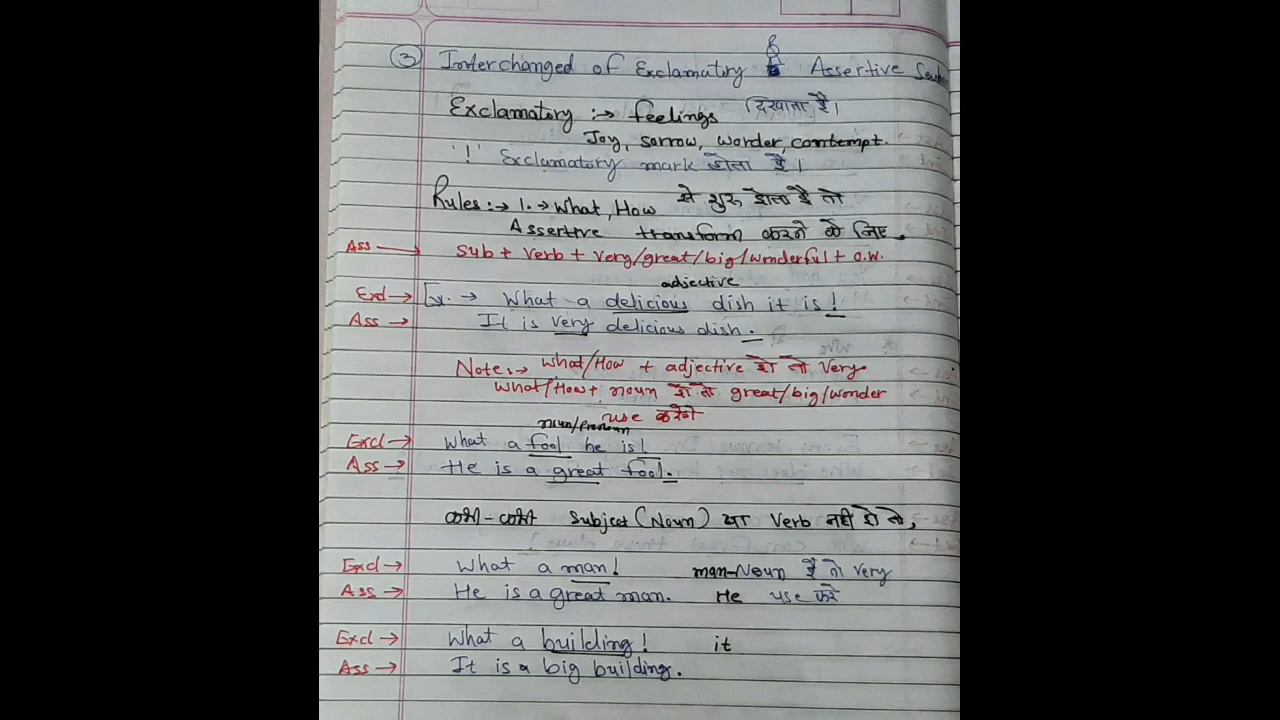 ③ Interchanged of Exclamatory & Assertive
Exclamatory :→ feelings दिखाता है।
Joy, sorrow, wonder, contempt.
'!' Exclamatory mark होता है।
Rules :→ 1. → What, How से शुरू होता है तो
Assertive transform करने के लिए,
Ass → Sub + verb + very/great/big/wonderful + o.w.
adjective
Excl → Ex. → What a delicious dish it is !
Ass → It is very delicious dish.
Note :→ What/How + adjective हो तो Very
What/How + noun हो तो great/big/wonder
use करेंगे
noun/pronoun
Excl → What a fool he is!
Ass → He is a great fool.
कभी-कभी Subject (Noun) या Verb नहीं हो तो,
Excl → What a man! man-Noun है तो very
Ass → He is a great man. He use करे
Excl → What a building! it
Ass → It is a big building.